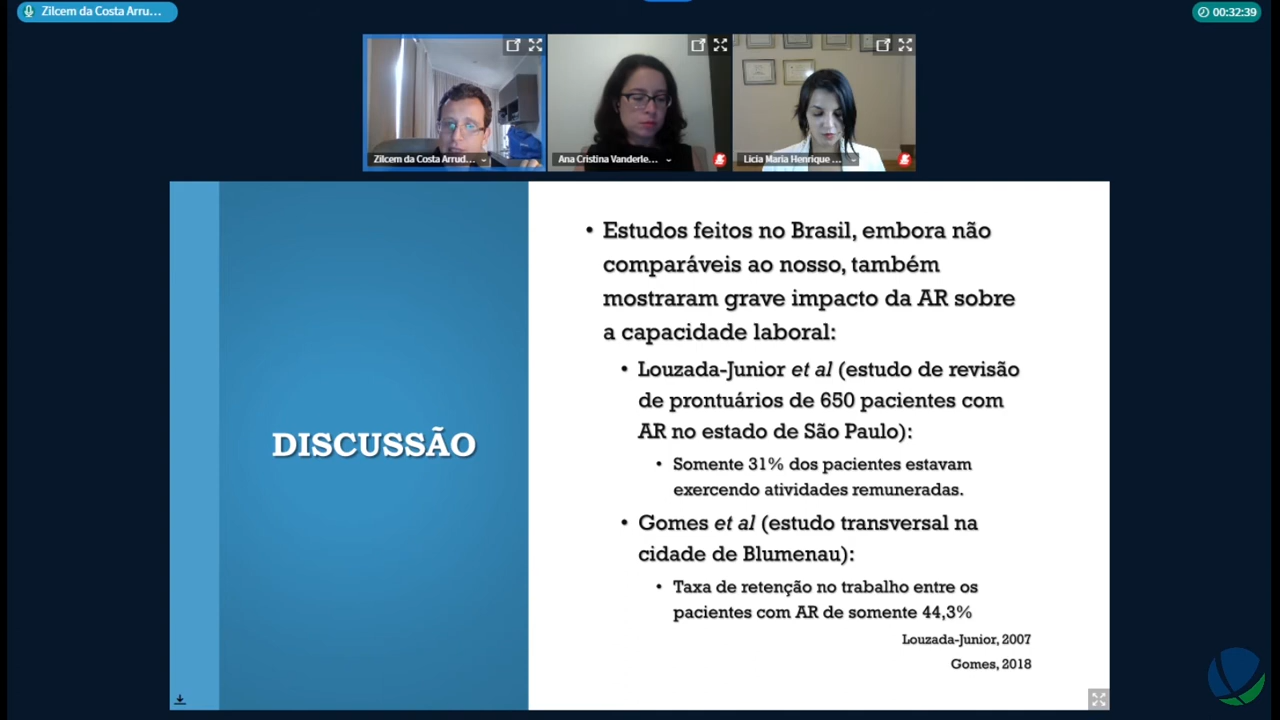 Zilcem da Costa Arru...
00:32:39
Zilcem da Costa Arrud...
Ana Cristina Vanderle...
Licia Maria Henrique ...
DISCUSSÃO
• Estudos feitos no Brasil, embora não
comparáveis ao nosso, também
mostraram grave impacto da AR sobre
a capacidade laboral:
• Louzada-Junior et al (estudo de revisão
de prontuários de 650 pacientes com
AR no estado de São Paulo):
• Somente 31% dos pacientes estavam
exercendo atividades remuneradas.
• Gomes et al (estudo transversal na
cidade de Blumenau):
• Taxa de retenção no trabalho entre os
pacientes com AR de somente 44,3%
Louzada-Junior, 2007
Gomes, 2018